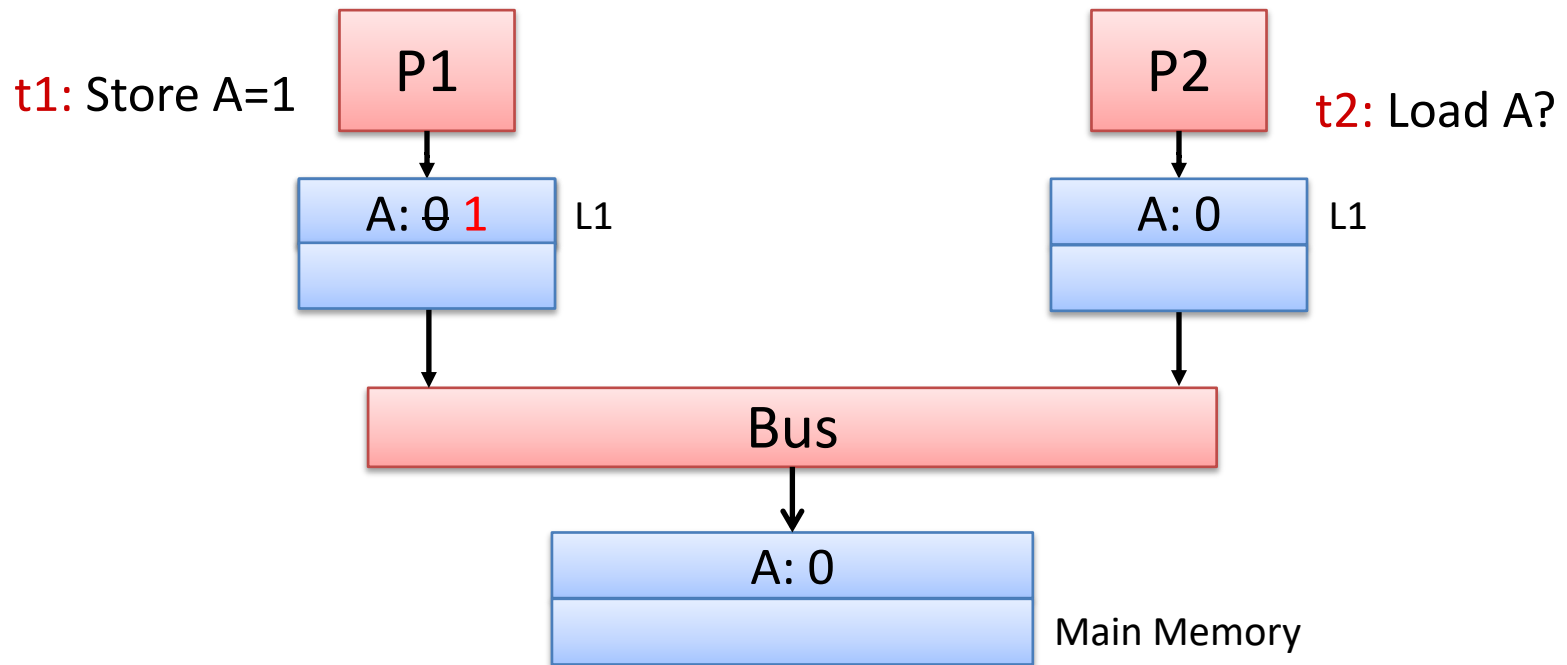 P1
P2
t1: Store A=1
t2: Load A?
A: 0 1
L1
A: 0
L1
Bus
A: 0
Main Memory